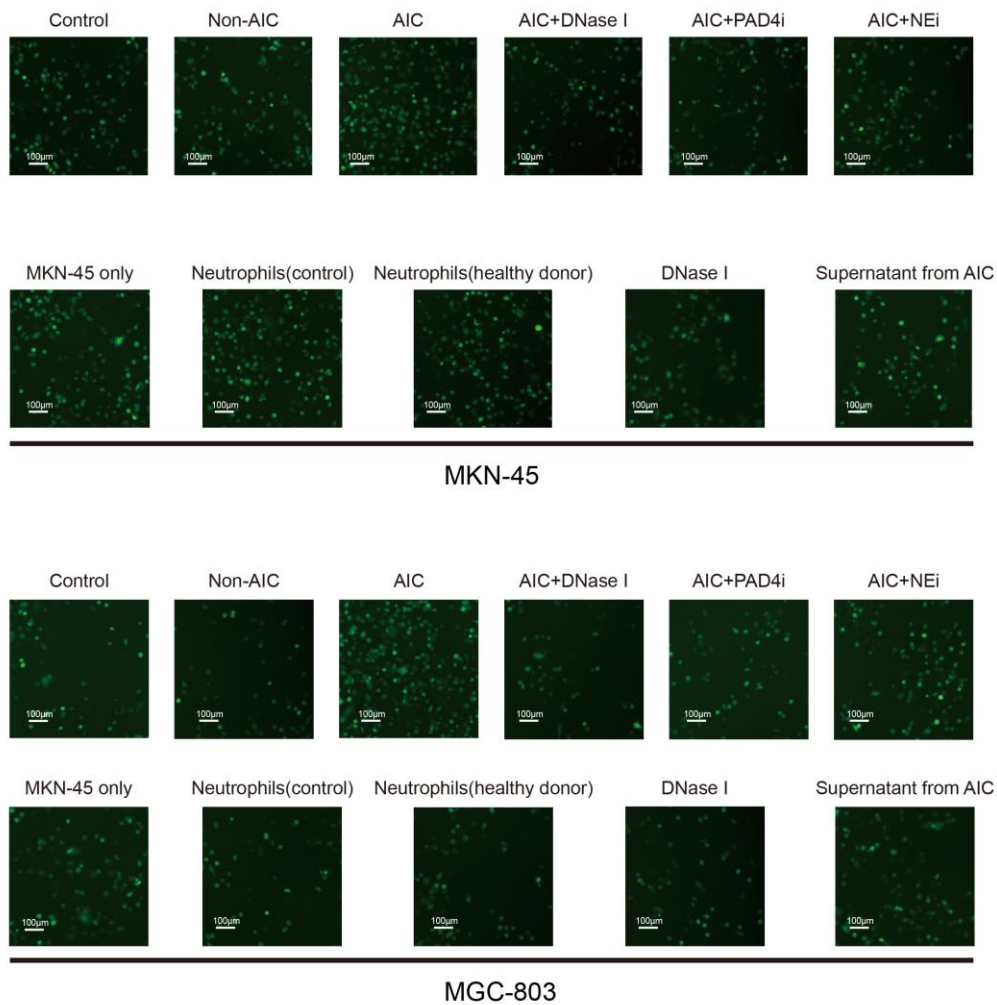 Control Non-AIC AIC AIC+DNase I AIC+PAD4i AIC+NEi
100μm 100μm 100μm 100μm 100μm 100μm
MKN-45 only Neutrophils(control) Neutrophils(healthy donor) DNase I Supernatant from AIC
100μm 100μm 100μm 100μm 100μm
MKN-45
Control Non-AIC AIC AIC+DNase I AIC+PAD4i AIC+NEi
100μm 100μm 100μm 100μm 100μm 100μm
MKN-45 only Neutrophils(control) Neutrophils(healthy donor) DNase I Supernatant from AIC
100μm 100μm 100μm 100μm 100μm
MGC-803